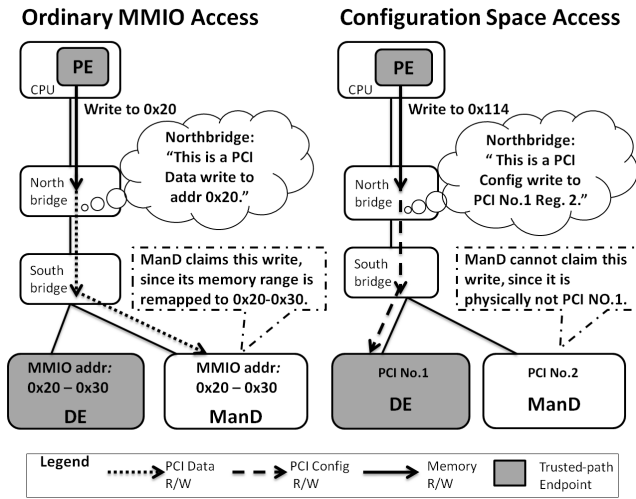 Ordinary MMIO Access
PE
CPU
Write to 0x20
Northbridge:
“This is a PCI
Data write to
addr 0x20.”
North
bridge
South
bridge
ManD claims this write,
since its memory range is
remapped to 0x20-0x30.
MMIO addr:
0x20 – 0x30
DE
MMIO addr:
0x20 – 0x30
ManD
Configuration Space Access
PE
CPU
Write to 0x114
Northbridge:
“ This is a PCI
Config write to
PCI No.1 Reg. 2.”
North
bridge
South
bridge
ManD cannot claim this
write, since it is
physically not PCI NO.1.
PCI No.1
DE
PCI No.2
ManD
Legend
PCI Data
R/W
PCI Config
R/W
Memory
R/W
Trusted-path
Endpoint